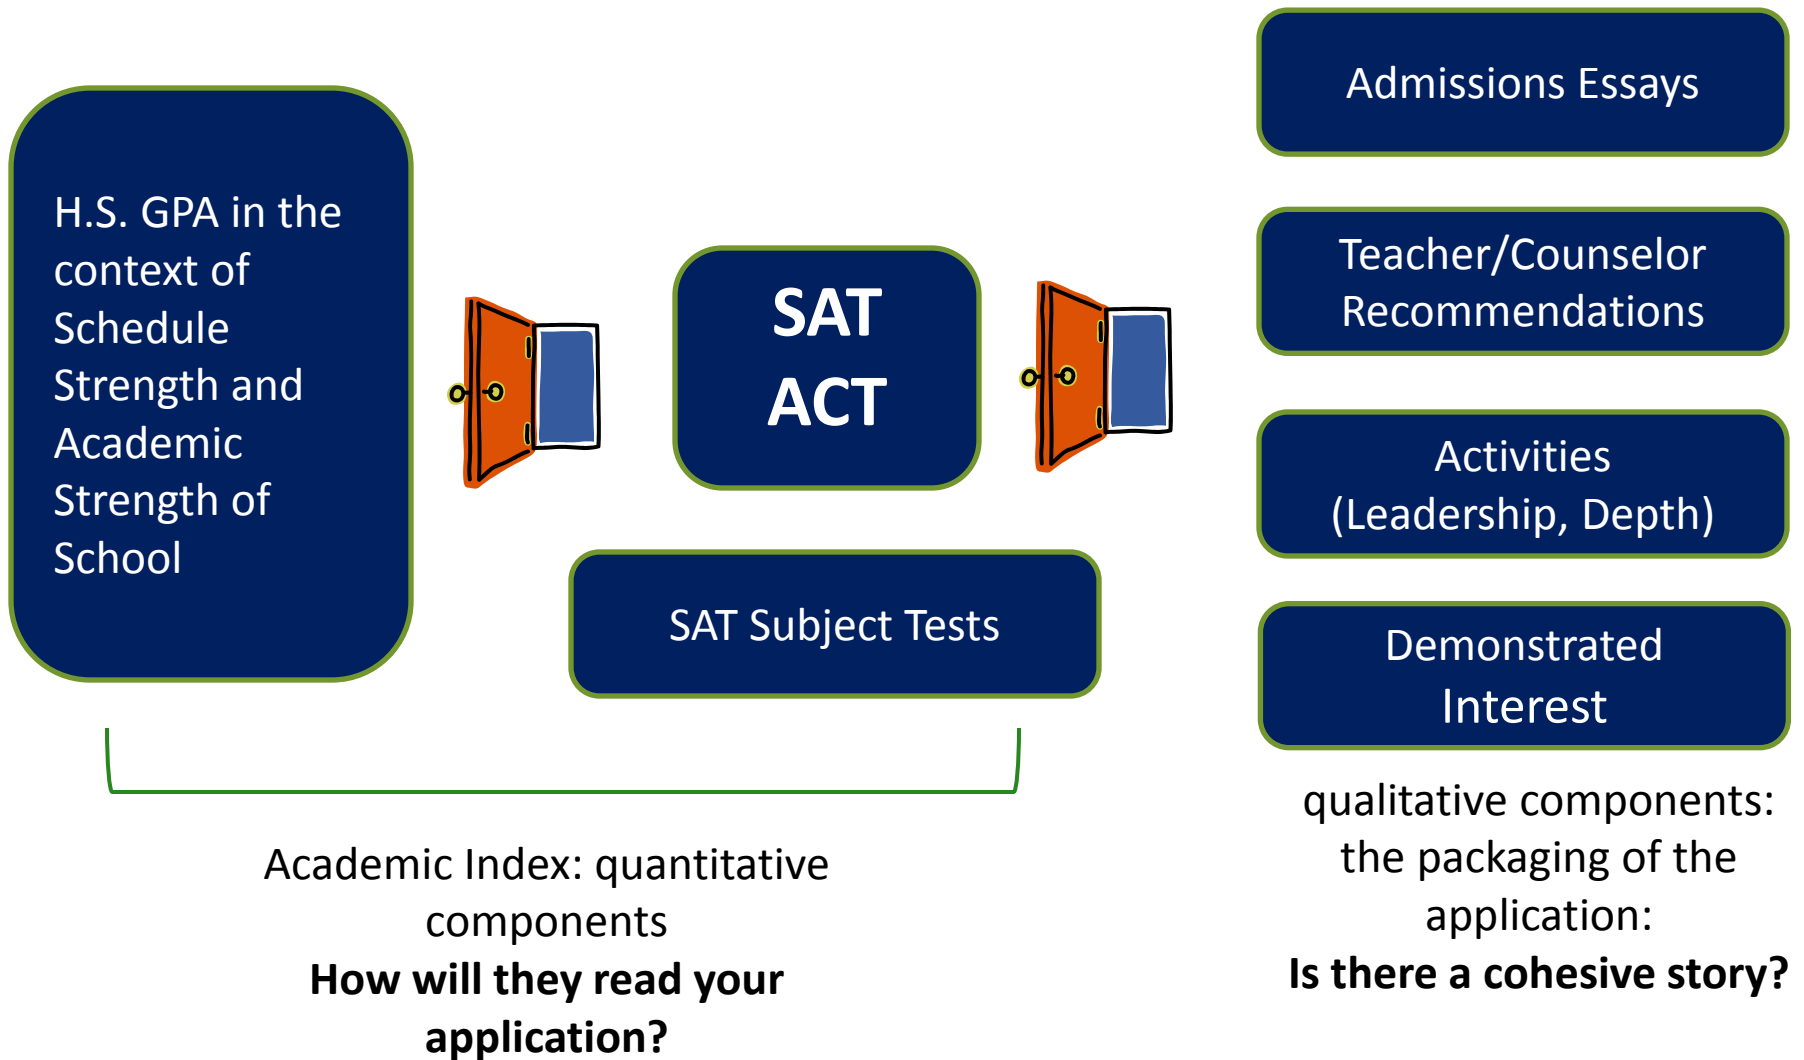 H.S. GPA in the
context of
Schedule
Strength and
Academic
Strength of
School
SAT
ACT
SAT Subject Tests
Academic Index: quantitative
components
How will they read your
application?
Admissions Essays
Teacher/Counselor
Recommendations
Activities
(Leadership, Depth)
Demonstrated
Interest
qualitative components:
the packaging of the
application:
Is there a cohesive story?